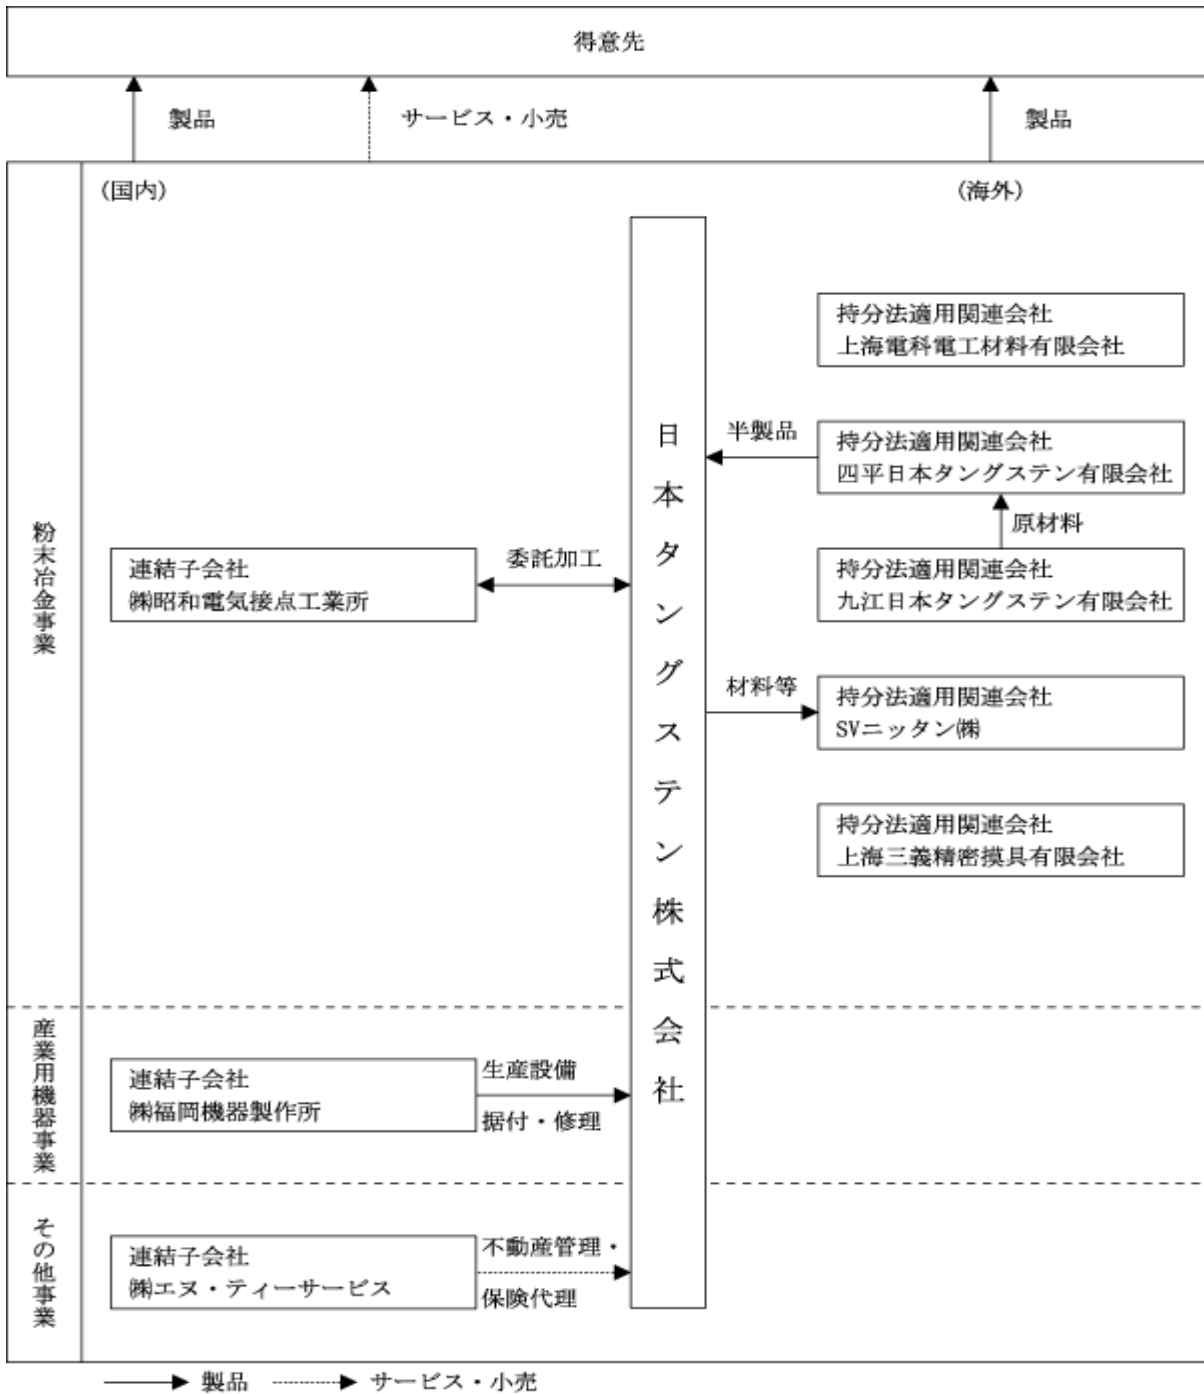 得意先
製品
サービス・小売
製品
(国内)
(海外)
粉末冶金事業
日本タングステン株式会社
持分法適用関連会社
上海電科電工材料有限会社
半製品
持分法適用関連会社
四平日本タングステン有限会社
原材料
連結子会社
㈱昭和電気接点工業所
委託加工
持分法適用関連会社
九江日本タングステン有限会社
材料等
持分法適用関連会社
SVニッタン㈱
持分法適用関連会社
上海三義精密摸具有限会社
産業用機器事業
連結子会社
㈱福岡機器製作所
生産設備
据付・修理
その他事業
連結子会社
㈱エヌ・ティーサービス
不動産管理・
保険代理
製品
サービス・小売